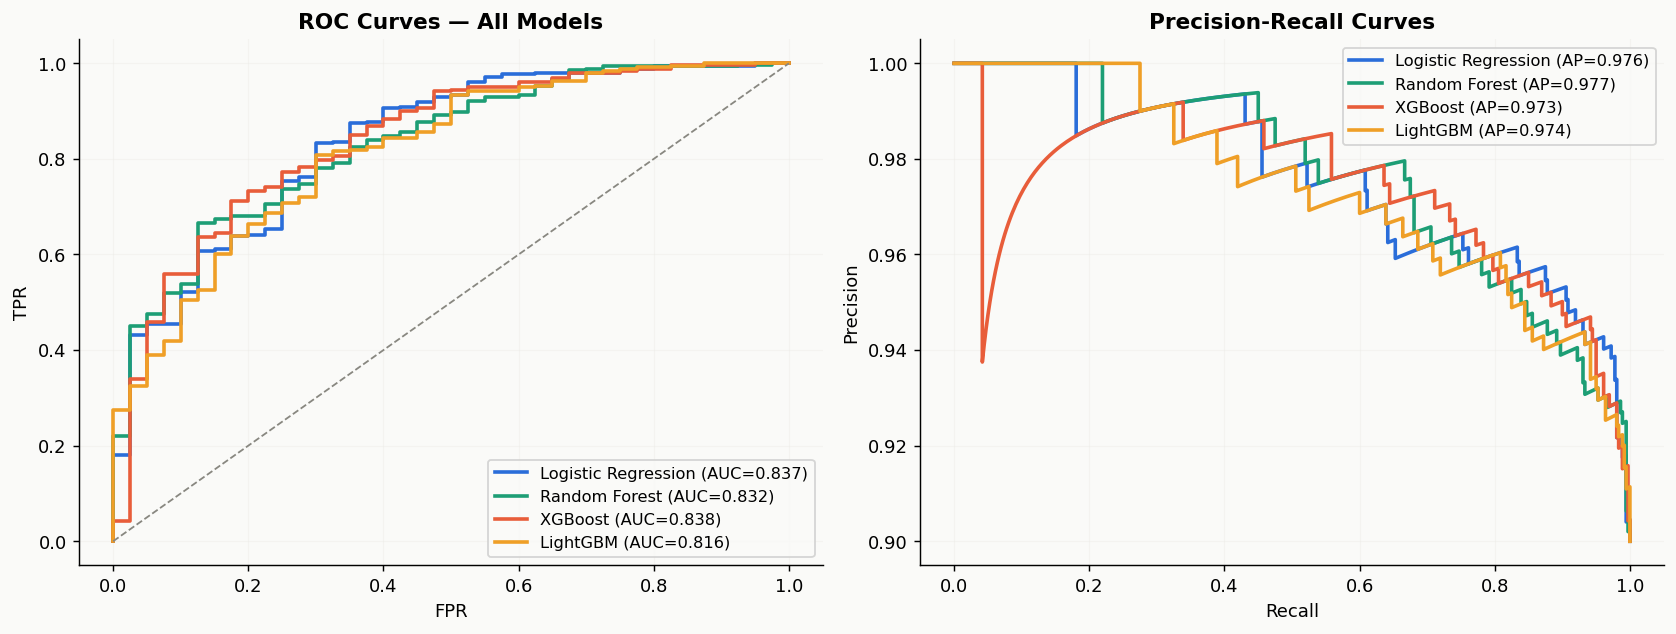 ROC Curves — All Models
TPR
1.0
0.8
0.6
0.4
0.2
0.0
0.0 0.2 0.4 0.6 0.8 1.0
FPR
Logistic Regression (AUC=0.837)
Random Forest (AUC=0.832)
XGBoost (AUC=0.838)
LightGBM (AUC=0.816)
Precision-Recall Curves
Precision
1.00
0.98
0.96
0.94
0.92
0.90
0.0 0.2 0.4 0.6 0.8 1.0
Recall
Logistic Regression (AP=0.976)
Random Forest (AP=0.977)
XGBoost (AP=0.973)
LightGBM (AP=0.974)